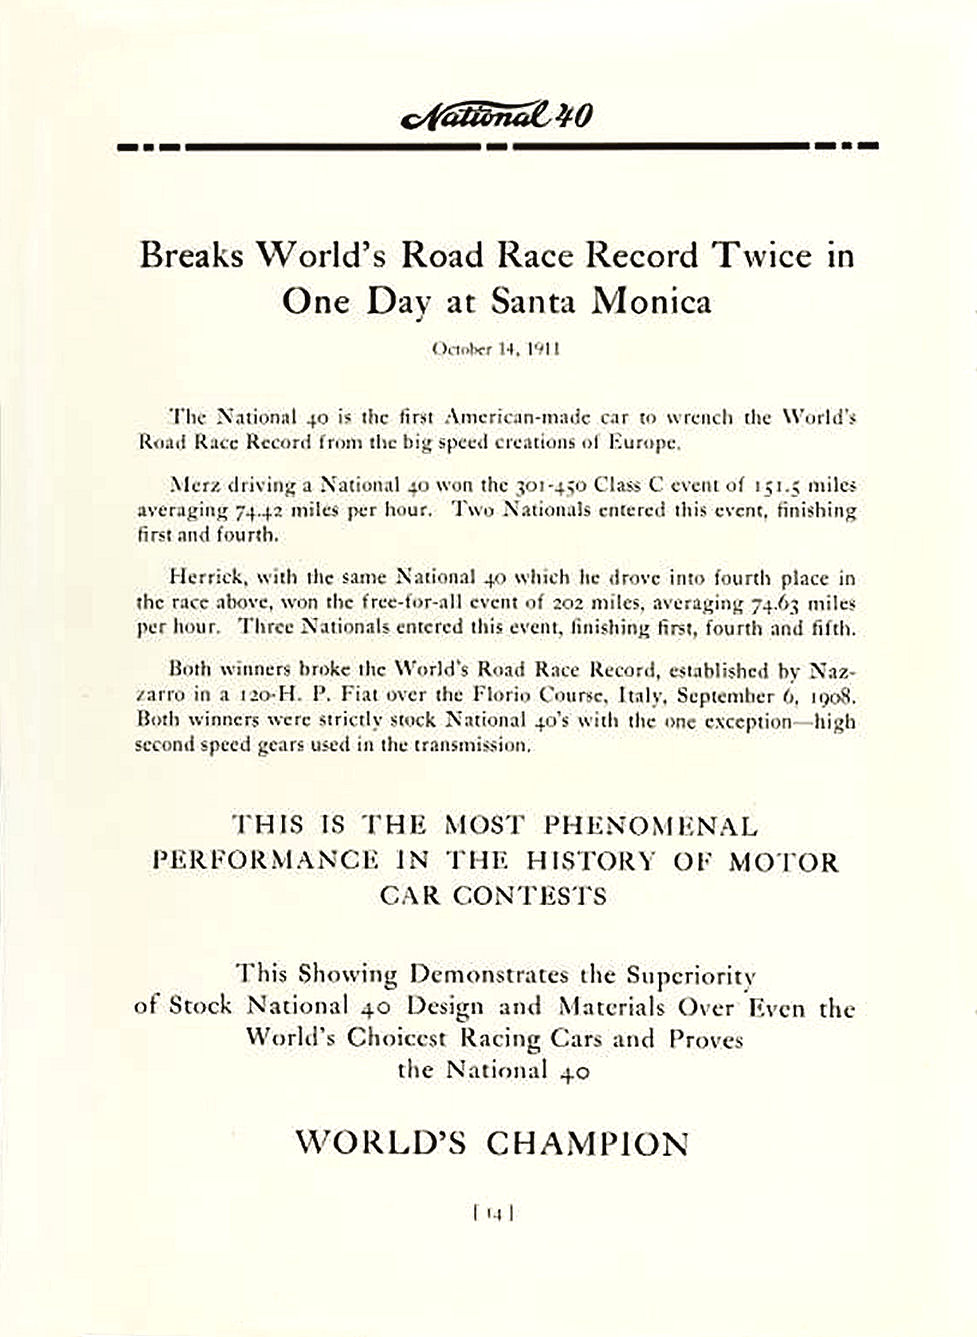 National 40
Breaks World's Road Race Record Twice in
One Day at Santa Monica
October 14, 1911
The National 40 is the first American-made car to wrench the World's
Road Race Record from the big speed creations of Europe.
Merz driving a National 40 won the 301-450 Class C event of 151.5 miles
averaging 74.42 miles per hour. Two Nationals entered this event, finishing
first and fourth.
Herrick, with the same National 40 which he drove into fourth place in
the race above, won the free-for-all event of 202 miles, averaging 74.63 miles
per hour. Three Nationals entered this event, finishing first, fourth and fifth.
Both winners broke the World's Road Race Record, established by Naz-
zarro in a 120-H. P. Fiat over the Florio Course, Italy, September 6, 1908.
Both winners were strictly stock National 40's with the one exception—high
second speed gears used in the transmission.
THIS IS THE MOST PHENOMENAL
PERFORMANCE IN THE HISTORY OF MOTOR
CAR CONTESTS
This Showing Demonstrates the Superiority
of Stock National 40 Design and Materials Over Even the
World's Choicest Racing Cars and Proves
the National 40
WORLD'S CHAMPION
[ 14 ]